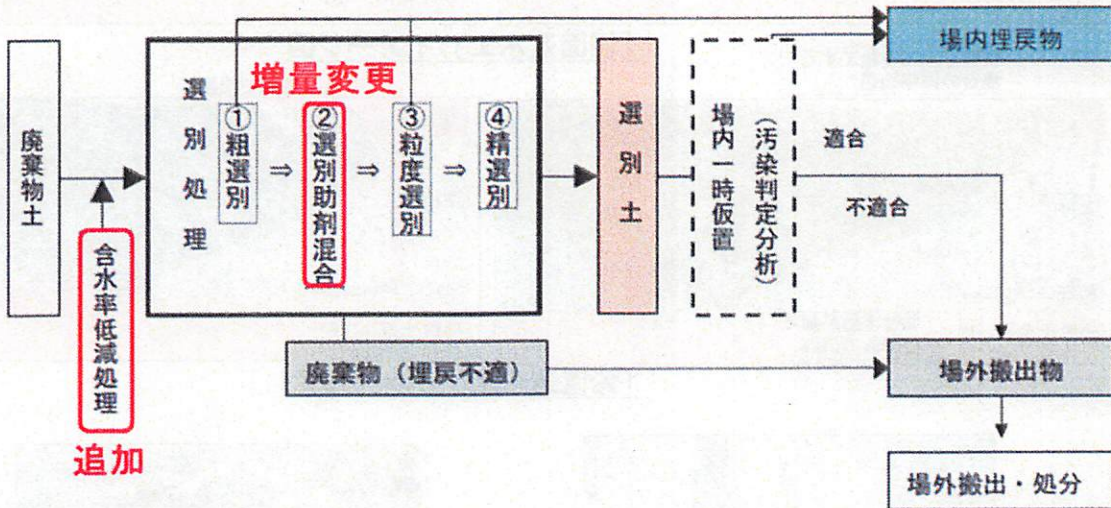 廃棄物土
含水率低減処理
追加
選別処理
増量変更
①粗選別
⇒
②選別助剤混合
⇒
③粒度選別
⇒
④精選別
廃棄物（埋戻不適）
選別土
場内一時仮置
（汚染判定分析）
適合
不適合
場内埋戻物
場外搬出物
場外搬出・処分